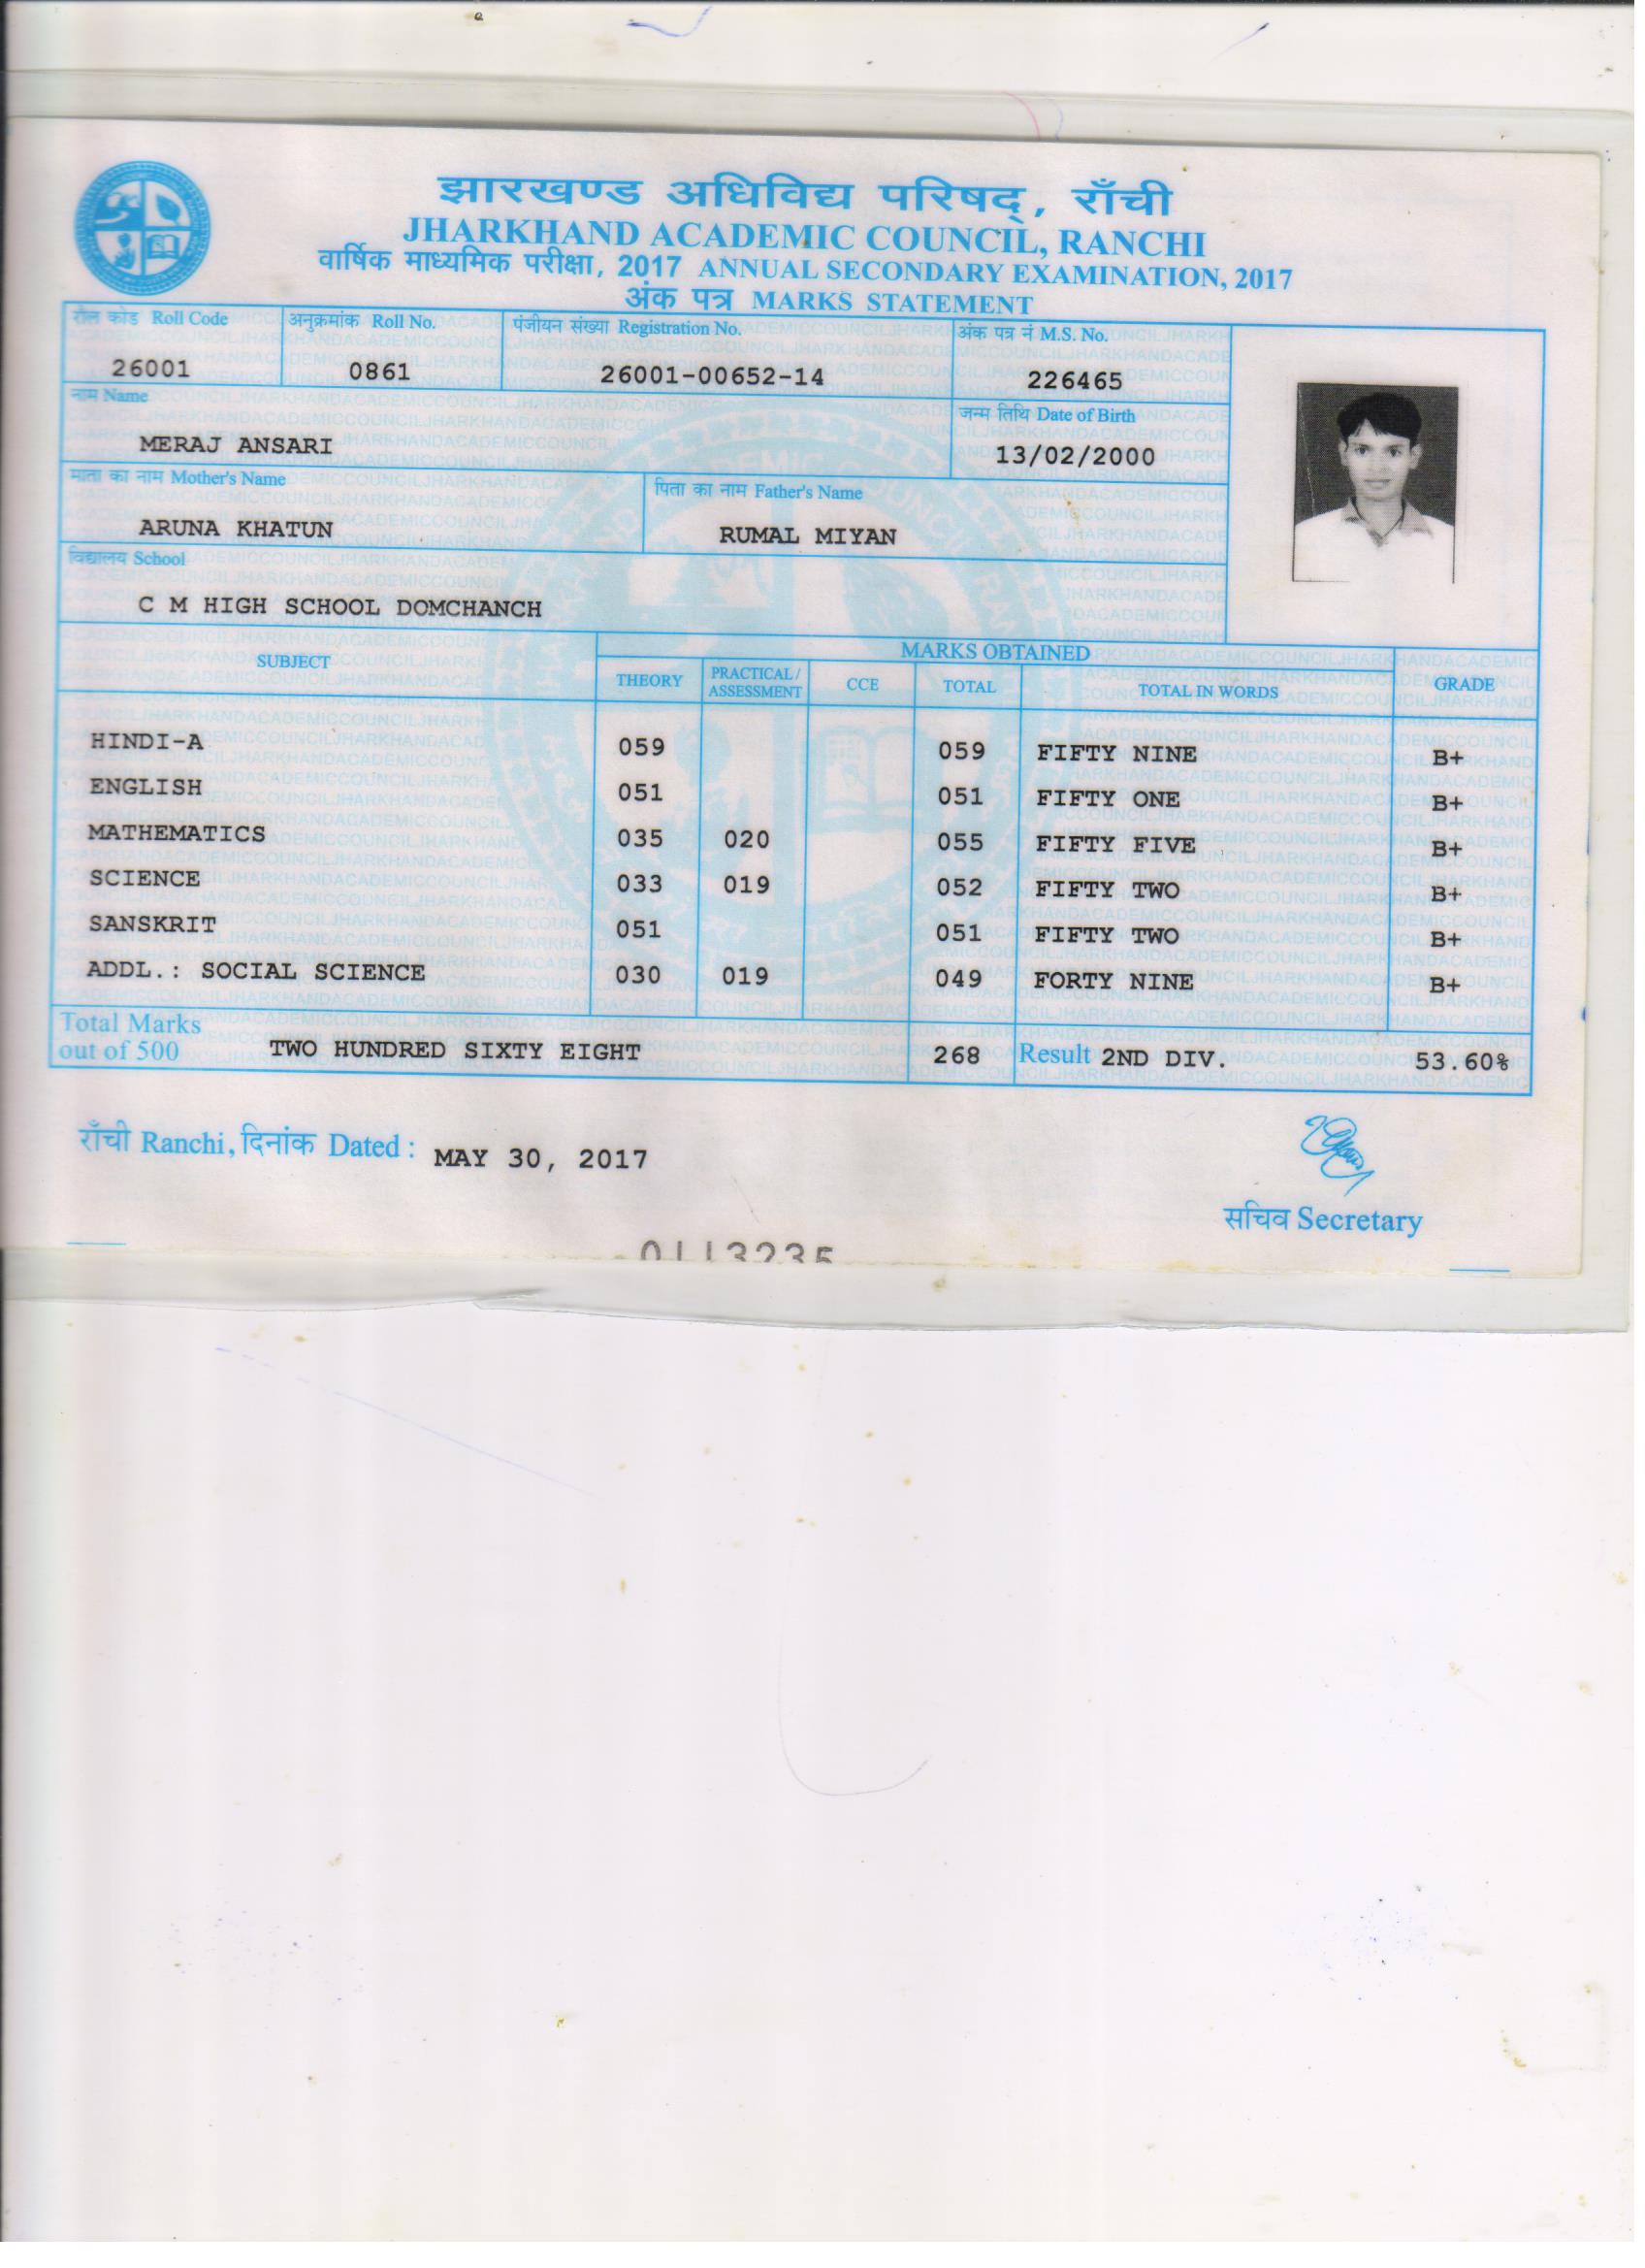 झारखण्ड अधिविद्य परिषद्, राँची
JHARKHAND ACADEMIC COUNCIL, RANCHI
वार्षिक माध्यमिक परीक्षा, 2017 ANNUAL SECONDARY EXAMINATION, 2017
अंक पत्र MARKS STATEMENT
रौल कोड Roll Code अनुक्रमांक Roll No. पंजीयन संख्या Registration No. अंक पत्र नं M.S. No.
26001 0861 26001-00652-14 226465
नाम Name जन्म तिथि Date of Birth
MERAJ ANSARI 13/02/2000
माता का नाम Mother's Name पिता का नाम Father's Name
ARUNA KHATUN RUMAL MIYAN
विद्यालय School
C M HIGH SCHOOL DOMCHANCH
SUBJECT MARKS OBTAINED GRADE
THEORY PRACTICAL / ASSESSMENT CCE TOTAL TOTAL IN WORDS
HINDI-A 059 059 FIFTY NINE B+
ENGLISH 051 051 FIFTY ONE B+
MATHEMATICS 035 020 055 FIFTY FIVE B+
SCIENCE 033 019 052 FIFTY TWO B+
SANSKRIT 051 051 FIFTY TWO B+
ADDL.: SOCIAL SCIENCE 030 019 049 FORTY NINE B+
Total Marks
out of 500 TWO HUNDRED SIXTY EIGHT 268 Result 2ND DIV. 53.60%
राँची Ranchi, दिनांक Dated : MAY 30, 2017
सचिव Secretary